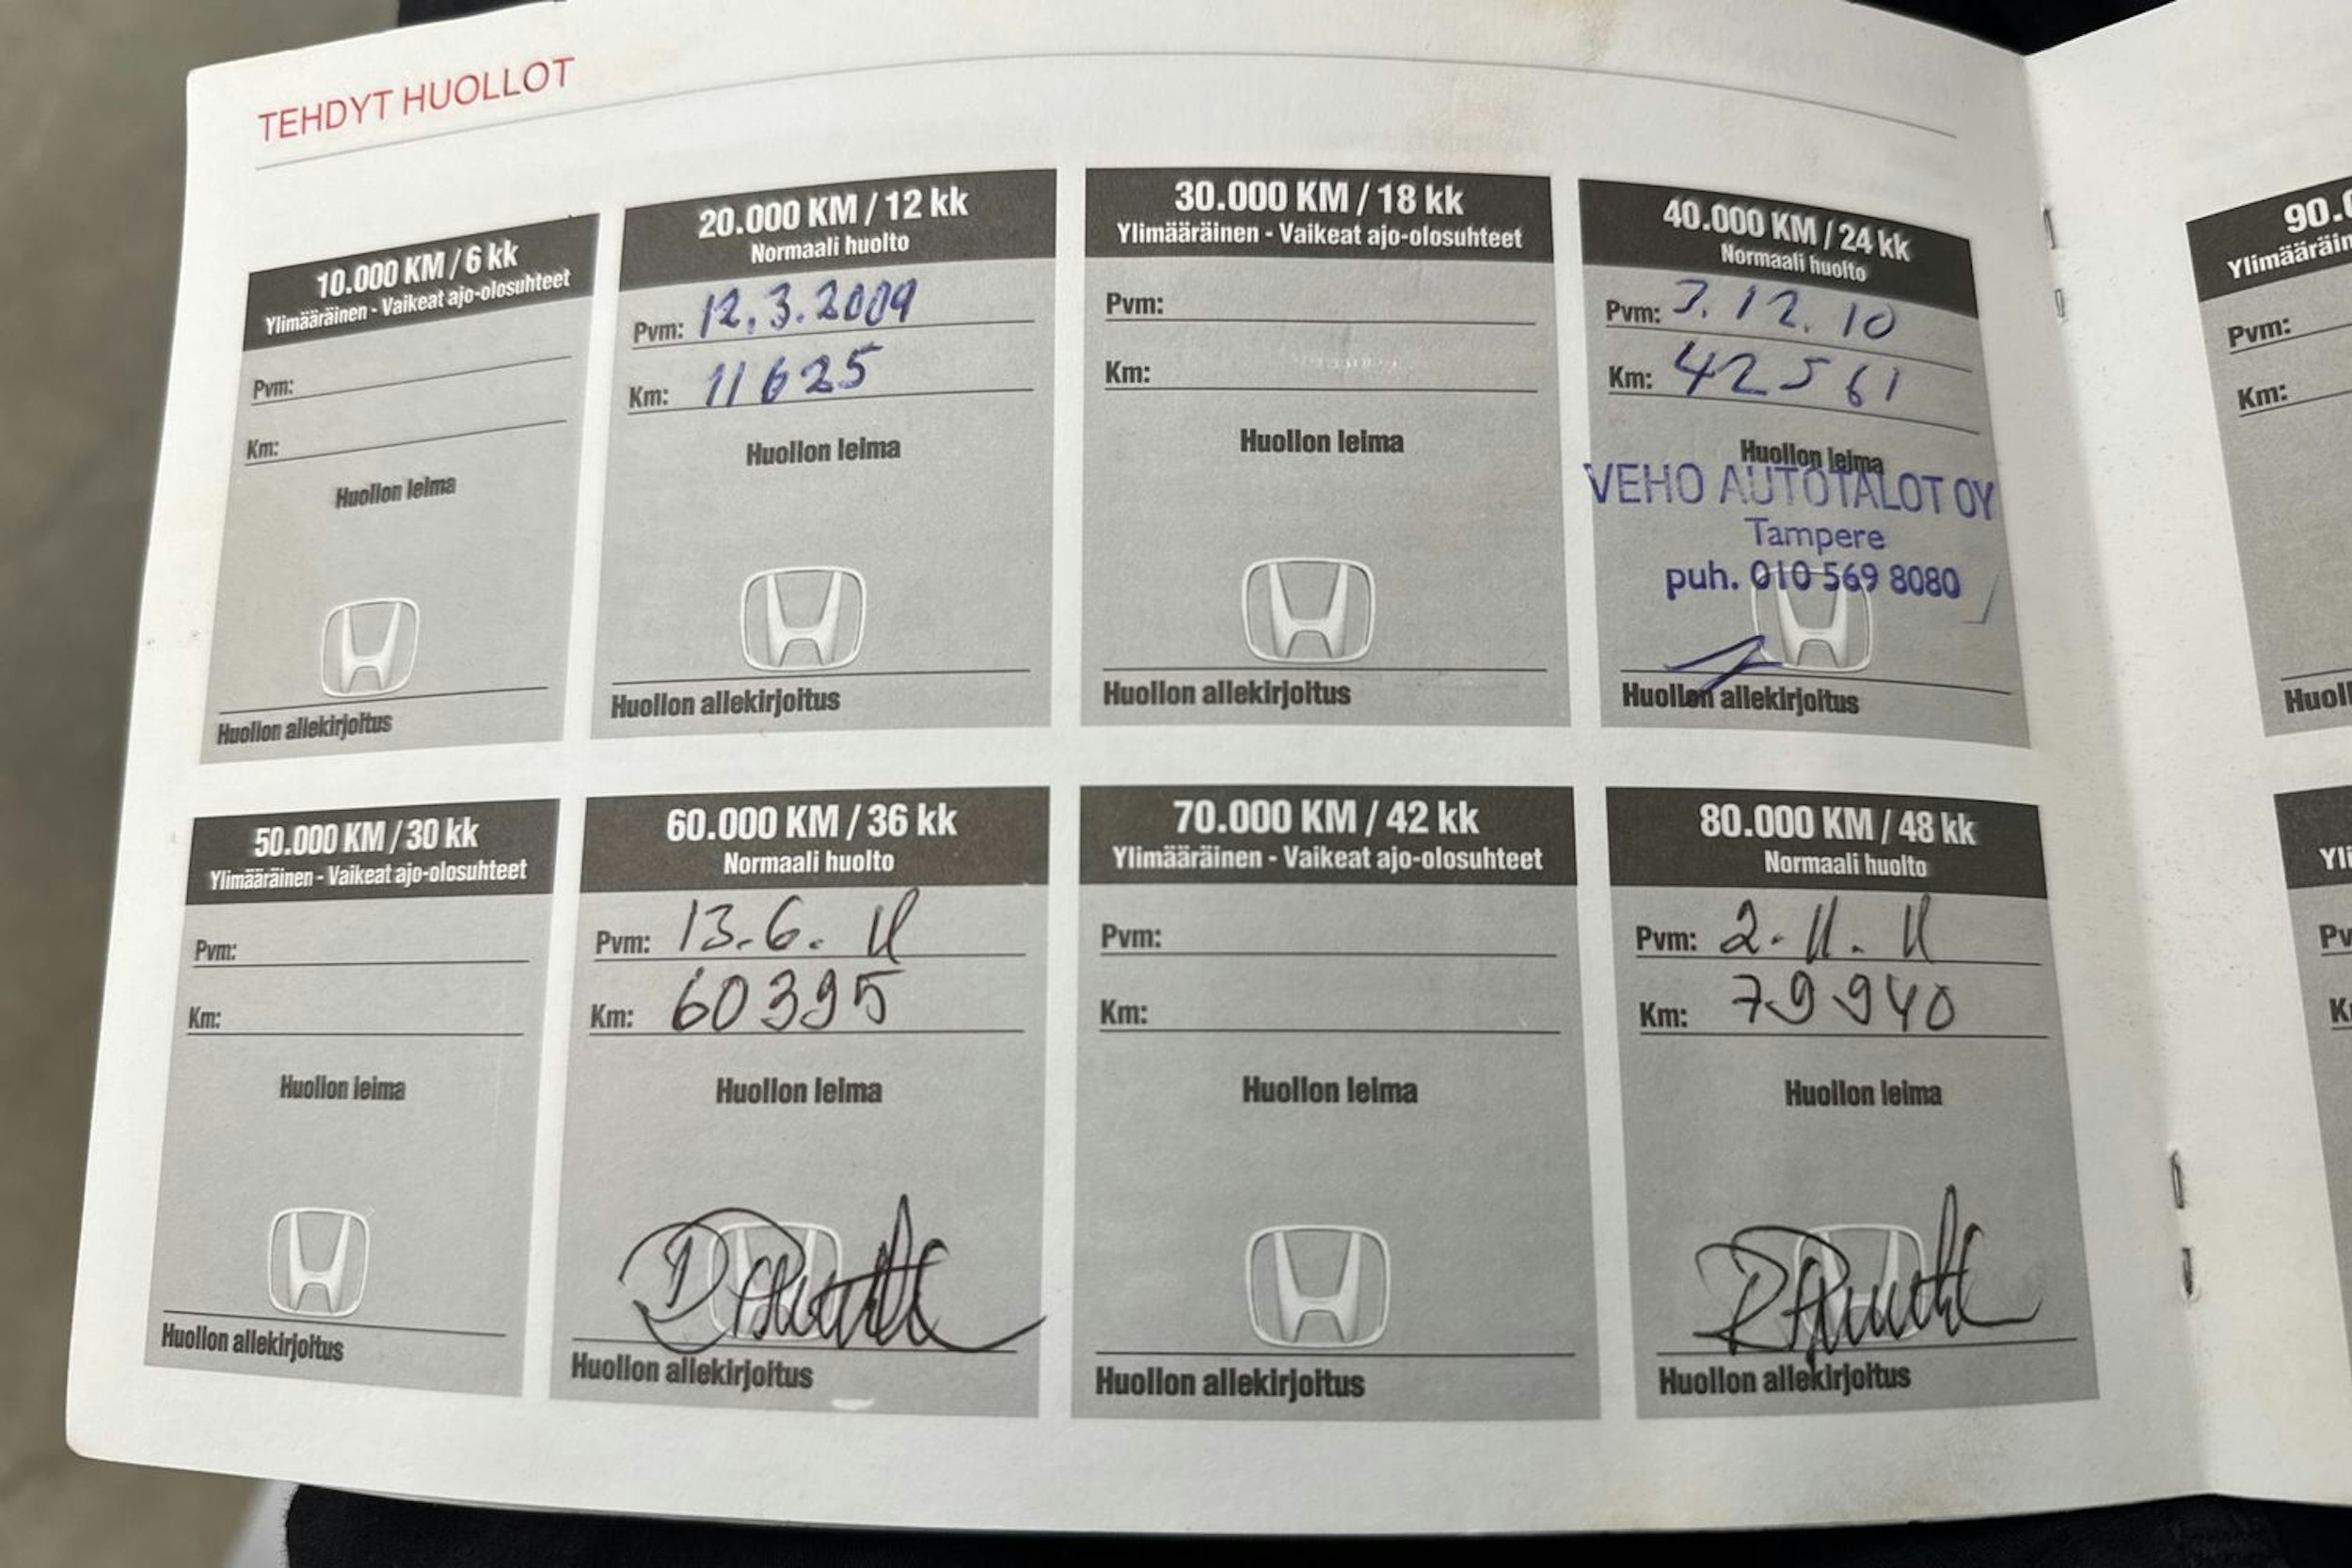 TEHDYT HUOLLOT
10.000 KM / 6 kk
Ylimääräinen - Vaikeat ajo-olosuhteet
Pvm:
Km:
Huollon leima
Huollon allekirjoitus
20.000 KM / 12 kk
Normaali huolto
Pvm: 12.3.2009
Km: 11625
Huollon leima
Huollon allekirjoitus
30.000 KM / 18 kk
Ylimääräinen - Vaikeat ajo-olosuhteet
Pvm:
Km:
Huollon leima
Huollon allekirjoitus
40.000 KM / 24 kk
Normaali huolto
Pvm: 3.12.10
Km: 42561
Huollon leima
VEHO AUTOTALOT OY
Tampere
puh. 010 569 8080
Huollon allekirjoitus
50.000 KM / 30 kk
Ylimääräinen - Vaikeat ajo-olosuhteet
Pvm:
Km:
Huollon leima
Huollon allekirjoitus
60.000 KM / 36 kk
Normaali huolto
Pvm: 13.6.11
Km: 60395
Huollon leima
Huollon allekirjoitus
70.000 KM / 42 kk
Ylimääräinen - Vaikeat ajo-olosuhteet
Pvm:
Km:
Huollon leima
Huollon allekirjoitus
80.000 KM / 48 kk
Normaali huolto
Pvm: 2.11.11
Km: 79940
Huollon leima
Huollon allekirjoitus
Pvm:
Km: